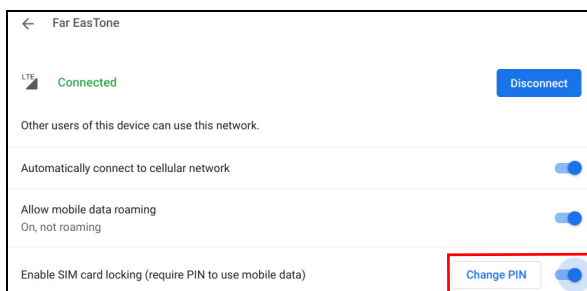 Far EasTone
LTE
Connected
Disconnect
Other users of this device can use this network.
Automatically connect to cellular network
Allow mobile data roaming
On, not roaming
Enable SIM card locking (require PIN to use mobile data)
Change PIN